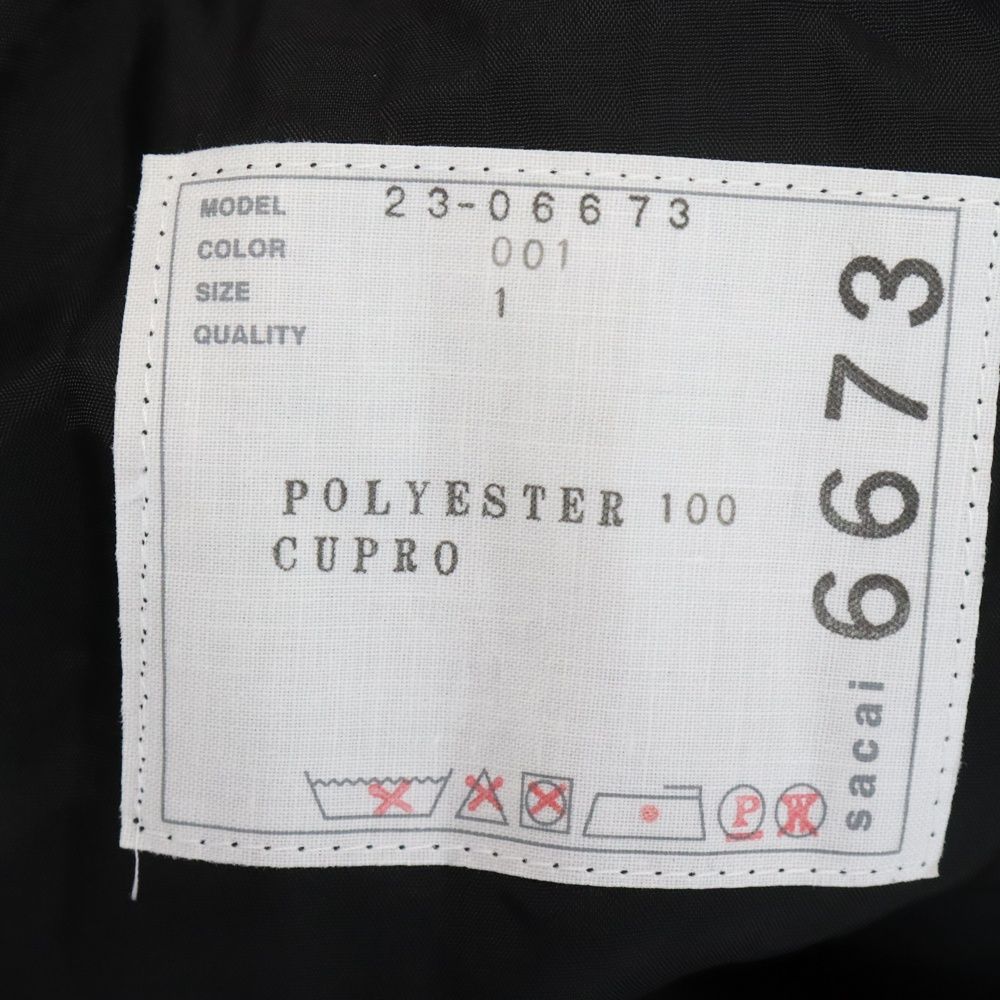 MODEL 23-06673
COLOR 001
SIZE 1
QUALITY
POLYESTER 100
CUPRO
P W
sacai 6673